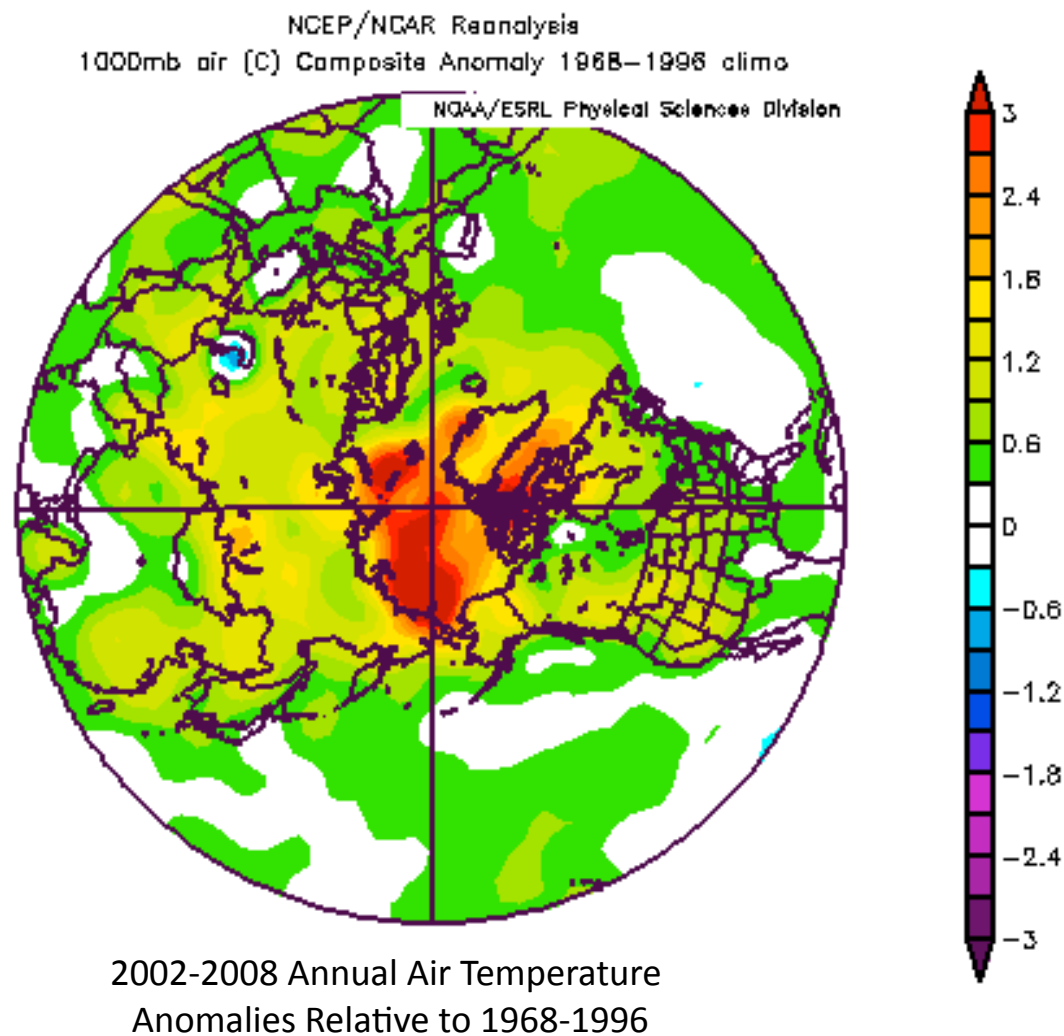 NCEP/NCAR Reanalysis
1000mb air (C) Composite Anomaly 1968-1996 climo
NOAA/ESRL Physical Sciences Division
3
2.4
1.8
1.2
0.6
0
-0.6
-1.2
-1.8
-2.4
-3
2002-2008 Annual Air Temperature
Anomalies Relative to 1968-1996